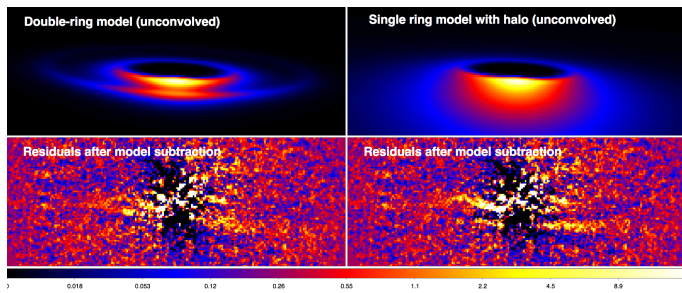 Double-ring model (unconvolved)
Single ring model with halo (unconvolved)
Residuals after model subtraction
Residuals after model subtraction
0.018 0.053 0.12 0.26 0.55 1.1 2.2 4.5 8.9